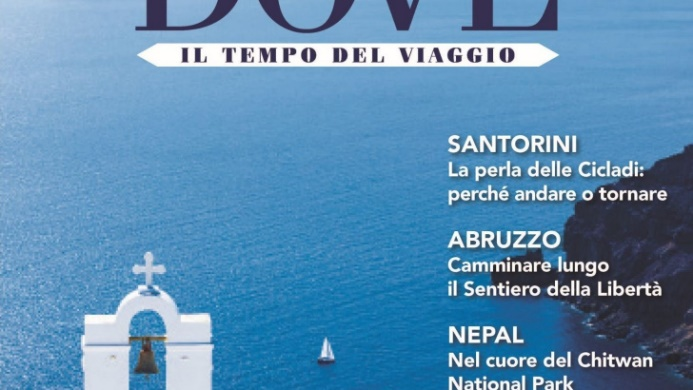 DOVE
IL TEMPO DEL VIAGGIO
SANTORINI
La perla delle Cicladi:
perché andare o tornare
ABRUZZO
Camminare lungo
il Sentiero della Libertà
NEPAL
Nel cuore del Chitwan
National Park